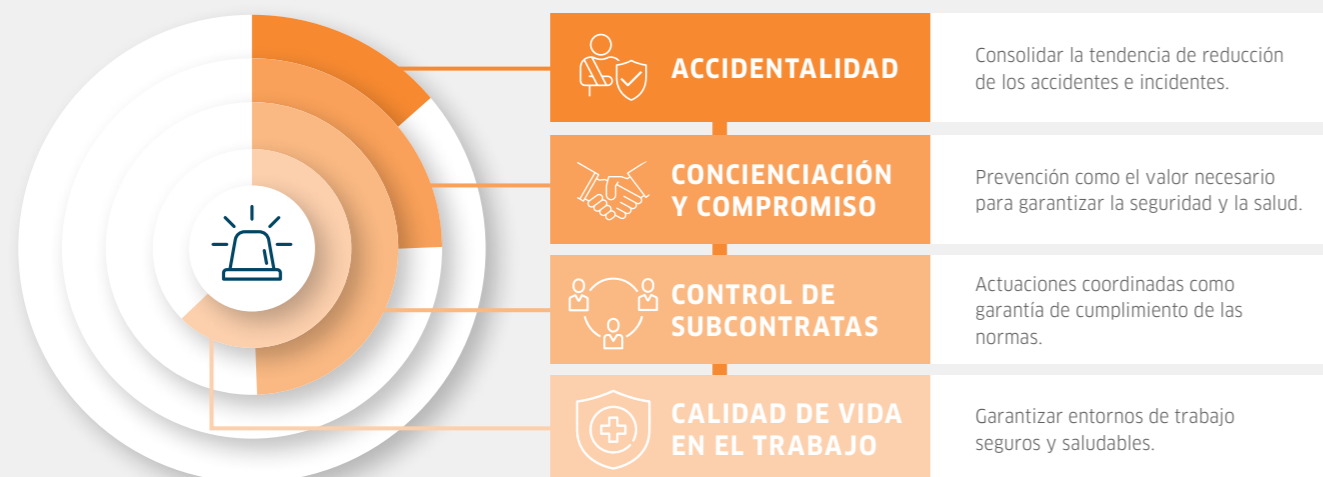 ACCIDENTALIDAD
Consolidar la tendencia de reducción
de los accidentes e incidentes.
CONCIENCIACIÓN
Y COMPROMISO
Prevención como el valor necesario
para garantizar la seguridad y la salud.
CONTROL DE
SUBCONTRATAS
Actuaciones coordinadas como
garantía de cumplimiento de las
normas.
CALIDAD DE VIDA
EN EL TRABAJO
Garantizar entornos de trabajo
seguros y saludables.